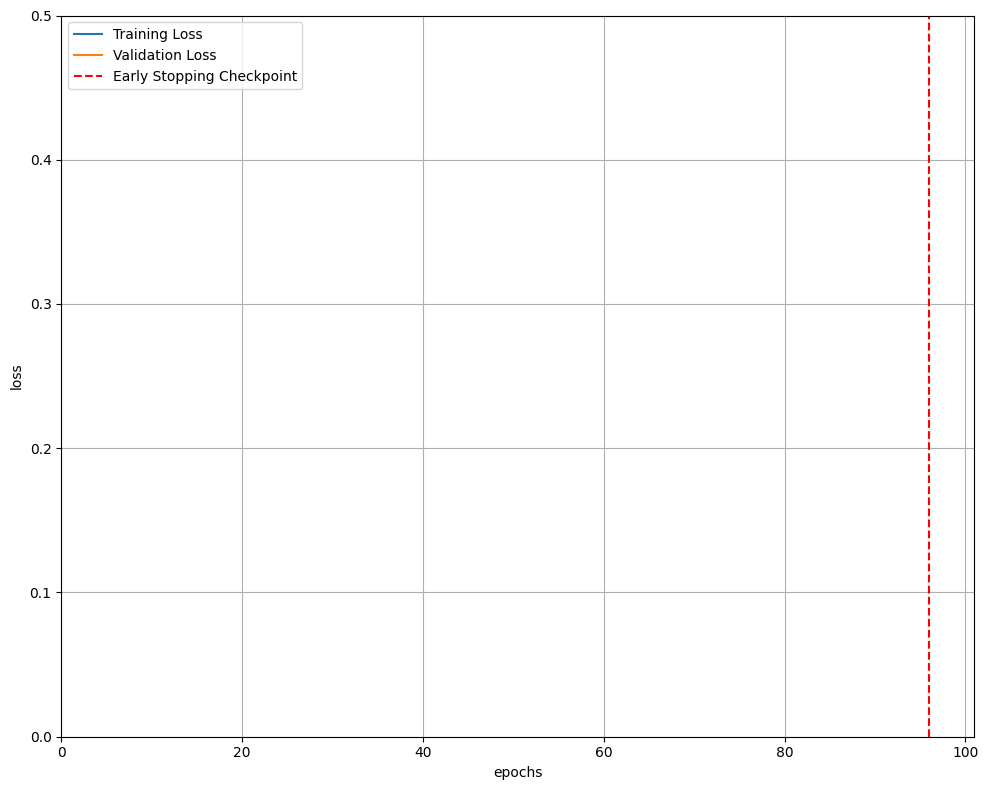 Training Loss
Validation Loss
Early Stopping Checkpoint
0.5
0.4
0.3
0.2
0.1
0.0
loss
0 20 40 60 80 100
epochs